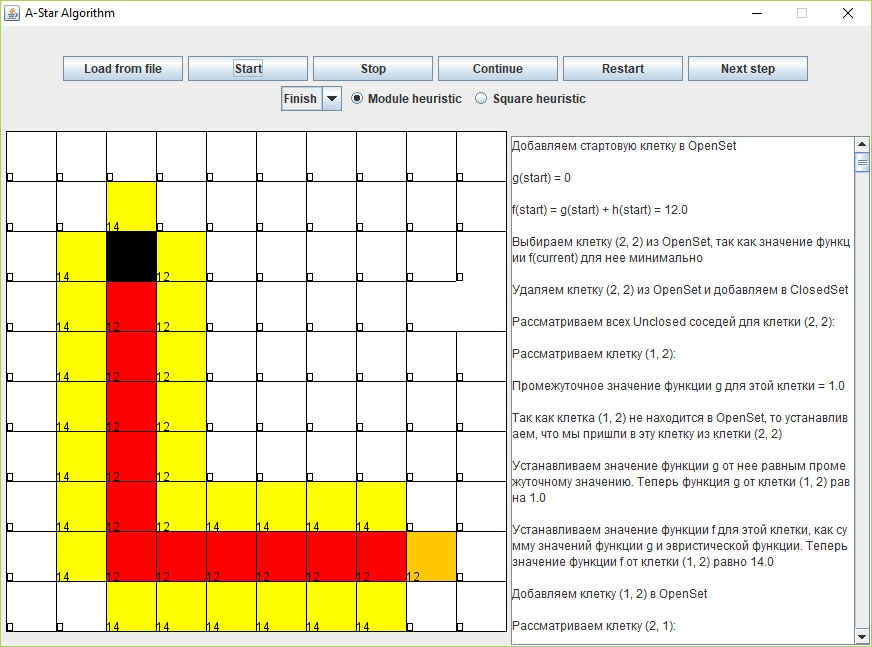 A-Star Algorithm
Load from file Start Stop Continue Restart Next step
Finish Module heuristic Square heuristic
14
14 12
14 12 12
14 12 12
14 12 12
14 12 12
14 12 12 14 14 14 14
14 12 12 12 12 12 12 12
14 14 14 14 14 14
Добавляем стартовую клетку в OpenSet
g(start) = 0
f(start) = g(start) + h(start) = 12.0
Выбираем клетку (2, 2) из OpenSet, так как значение функц
ии f(current) для нее минимально
Удаляем клетку (2, 2) из OpenSet и добавляем в ClosedSet
Рассматриваем всех Unclosed соседей для клетки (2, 2):
Рассматриваем клетку (1, 2):
Промежуточное значение функции g для этой клетки = 1.0
Так как клетка (1, 2) не находится в OpenSet, то устанавлив
аем, что мы пришли в эту клетку из клетки (2, 2)
Устанавливаем значение функции g от нее равным проме
жуточному значению. Теперь функция g от клетки (1, 2) рав
на 1.0
Устанавливаем значение функции f для этой клетки, как су
мму значений функции g и эвристической функции. Теперь
значение функции f от клетки (1, 2) равно 14.0
Добавляем клетку (1, 2) в OpenSet
Рассматриваем клетку (2, 1):